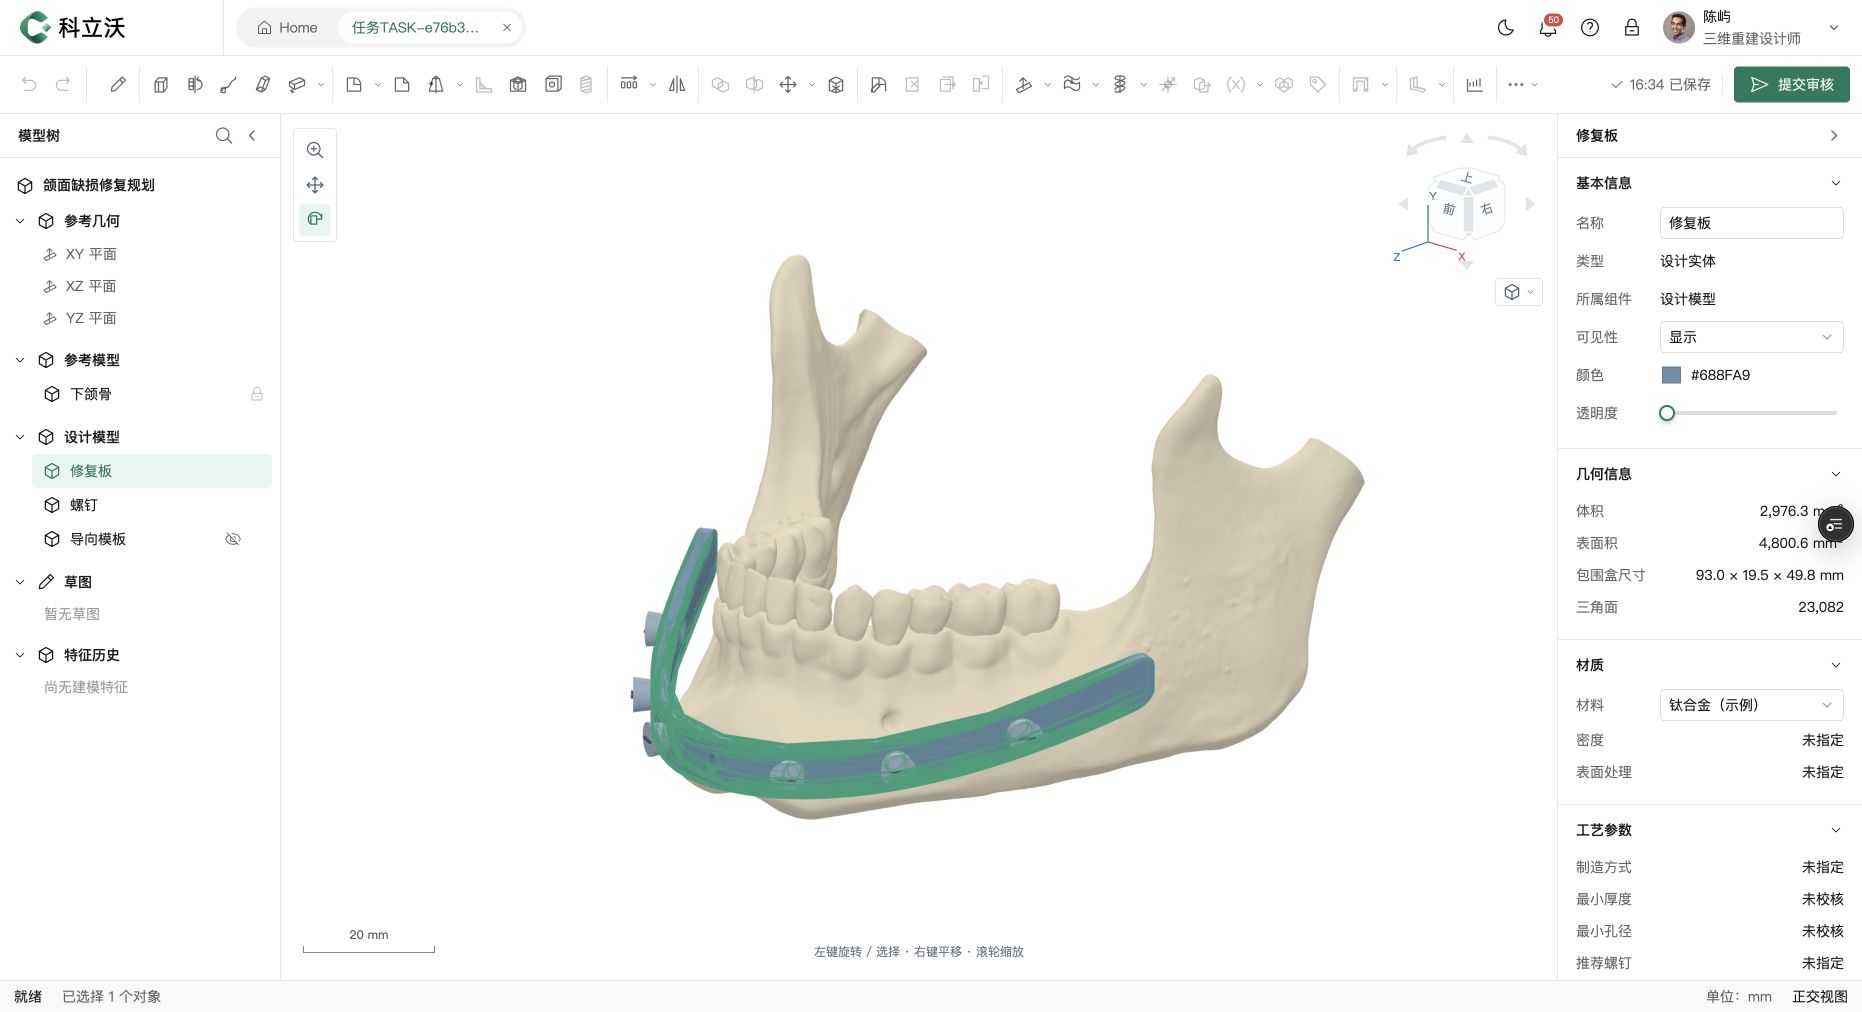 科立沃
Home
任务TASK-e76b3...
50
陈屿
三维重建设计师
16:34 已保存
提交审核
模型树
颌面缺损修复规划
参考几何
XY 平面
XZ 平面
YZ 平面
参考模型
下颌骨
设计模型
修复板
螺钉
导向模板
草图
暂无草图
特征历史
尚无建模特征
上
前
右
Y
Z
X
20 mm
左键旋转 / 选择 · 右键平移 · 滚轮缩放
修复板
基本信息
名称 修复板
类型 设计实体
所属组件 设计模型
可见性 显示
颜色 #688FA9
透明度
几何信息
体积 2,976.3 m
表面积 4,800.6 mm
包围盒尺寸 93.0 × 19.5 × 49.8 mm
三角面 23,082
材质
材料 钛合金（示例）
密度 未指定
表面处理 未指定
工艺参数
制造方式 未指定
最小厚度 未校核
最小孔径 未校核
推荐螺钉 未指定
就绪 已选择 1 个对象
单位：mm 正交视图